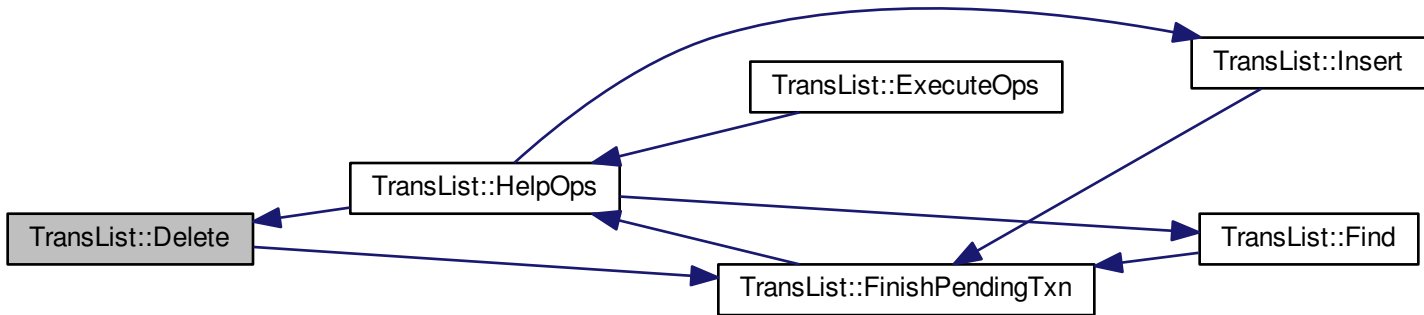 TransList::Insert
TransList::ExecuteOps
TransList::HelpOps
TransList::Delete
TransList::Find
TransList::FinishPendingTxn